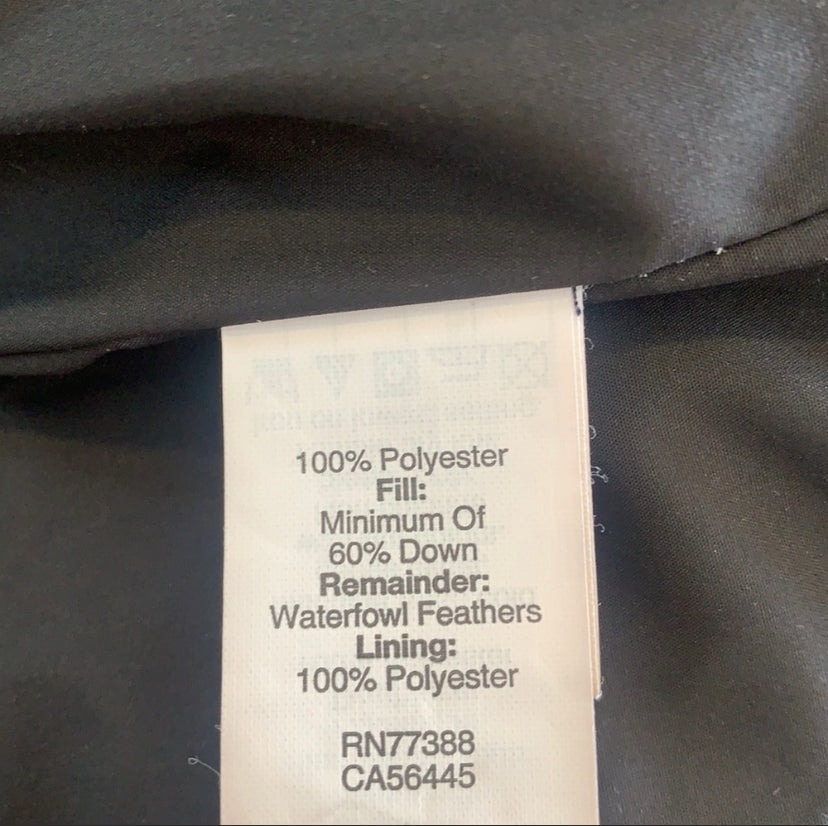 100% Polyester
Fill:
Minimum Of
60% Down
Remainder:
Waterfowl Feathers
Lining:
100% Polyester
RN77388
CA56445